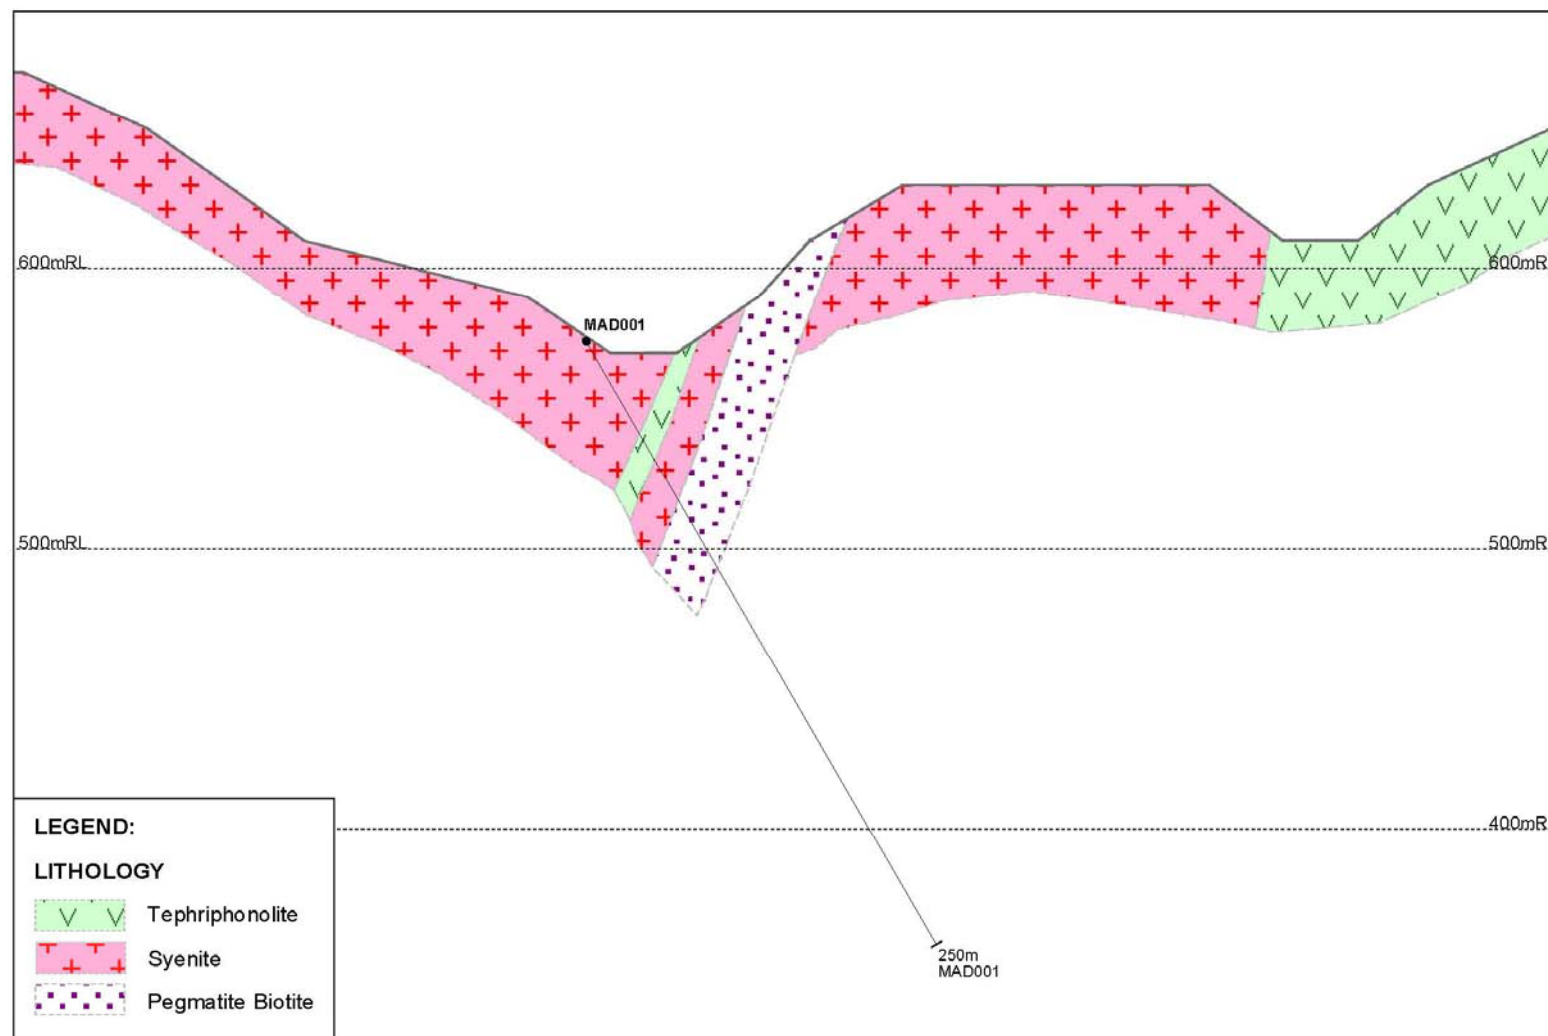 MAD001
600mRL
600mR
500mRL
500mR
400mR
250m
MAD001
LEGEND:
LITHOLOGY
Tephriphonolite
Syenite
Pegmatite Biotite